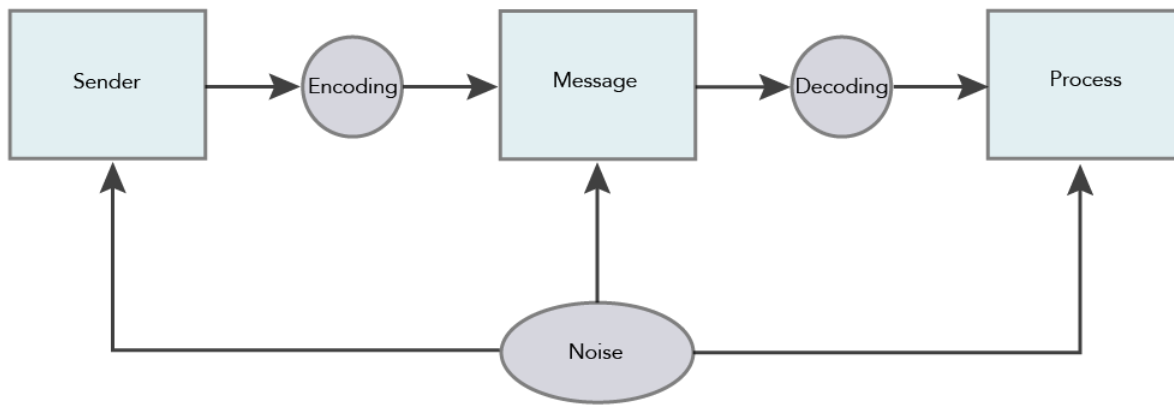 Sender
Encoding
Message
Decoding
Process
Noise